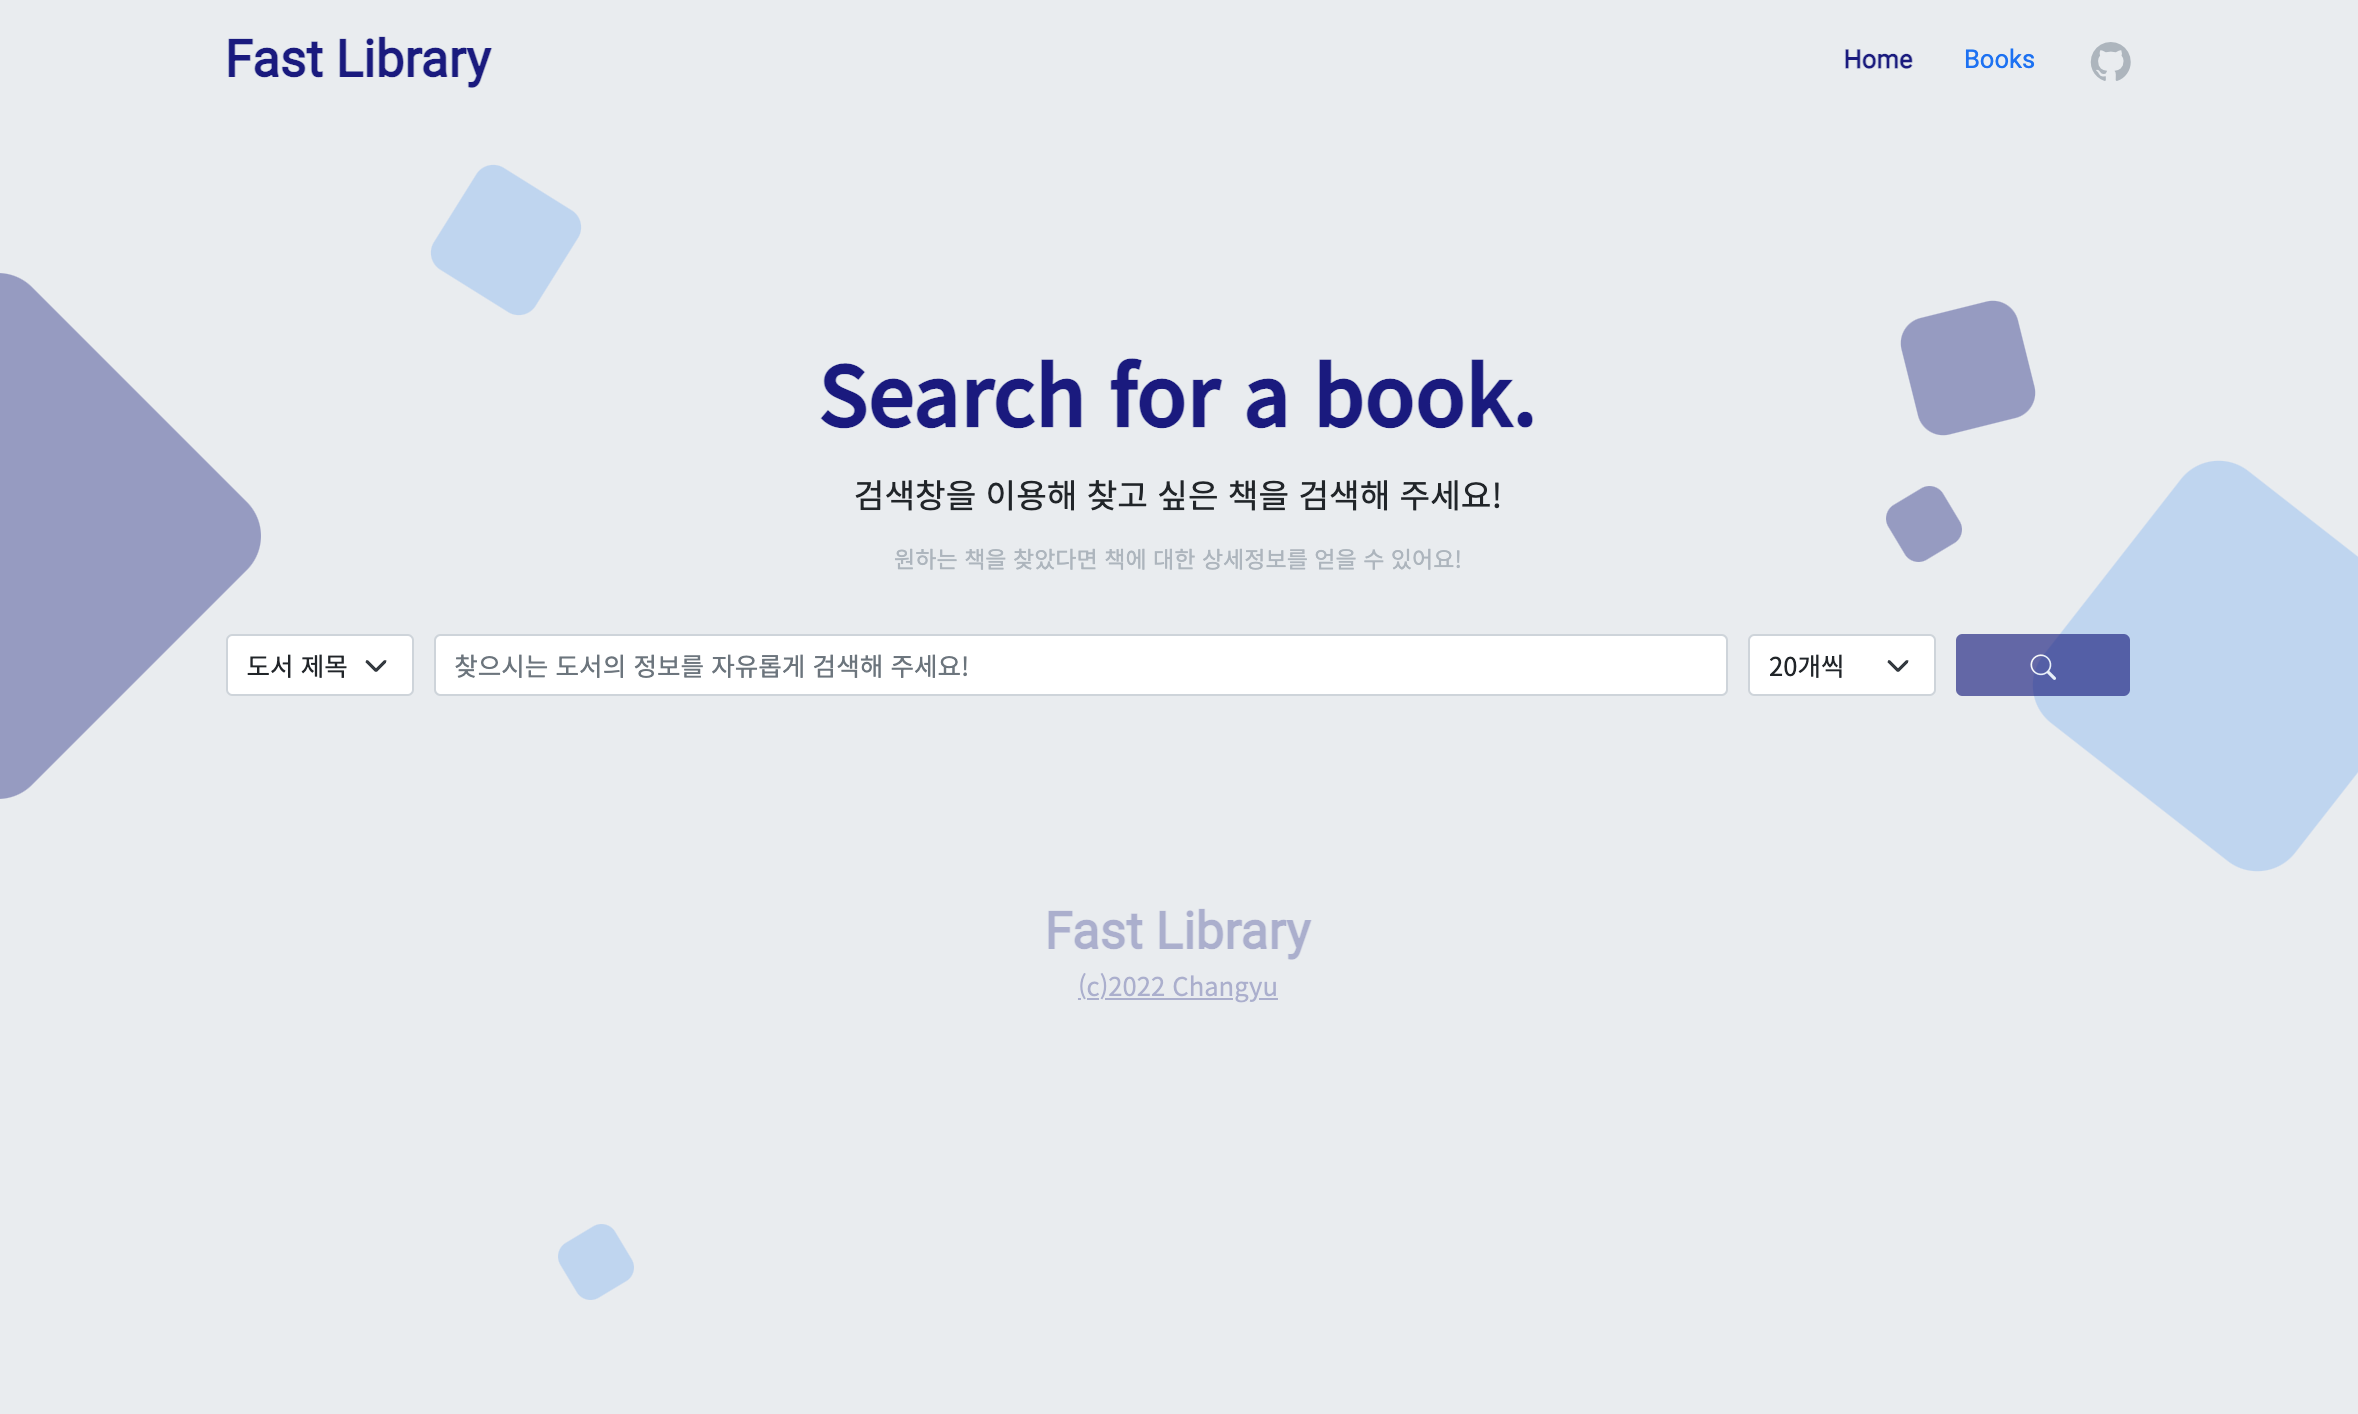 Fast Library
Home
Books
Search for a book.
검색창을 이용해 찾고 싶은 책을 검색해 주세요!
원하는 책을 찾았다면 책에 대한 상세정보를 얻을 수 있어요!
도서 제목
찾으시는 도서의 정보를 자유롭게 검색해 주세요!
20개씩
Fast Library
(c)2022 Changyu